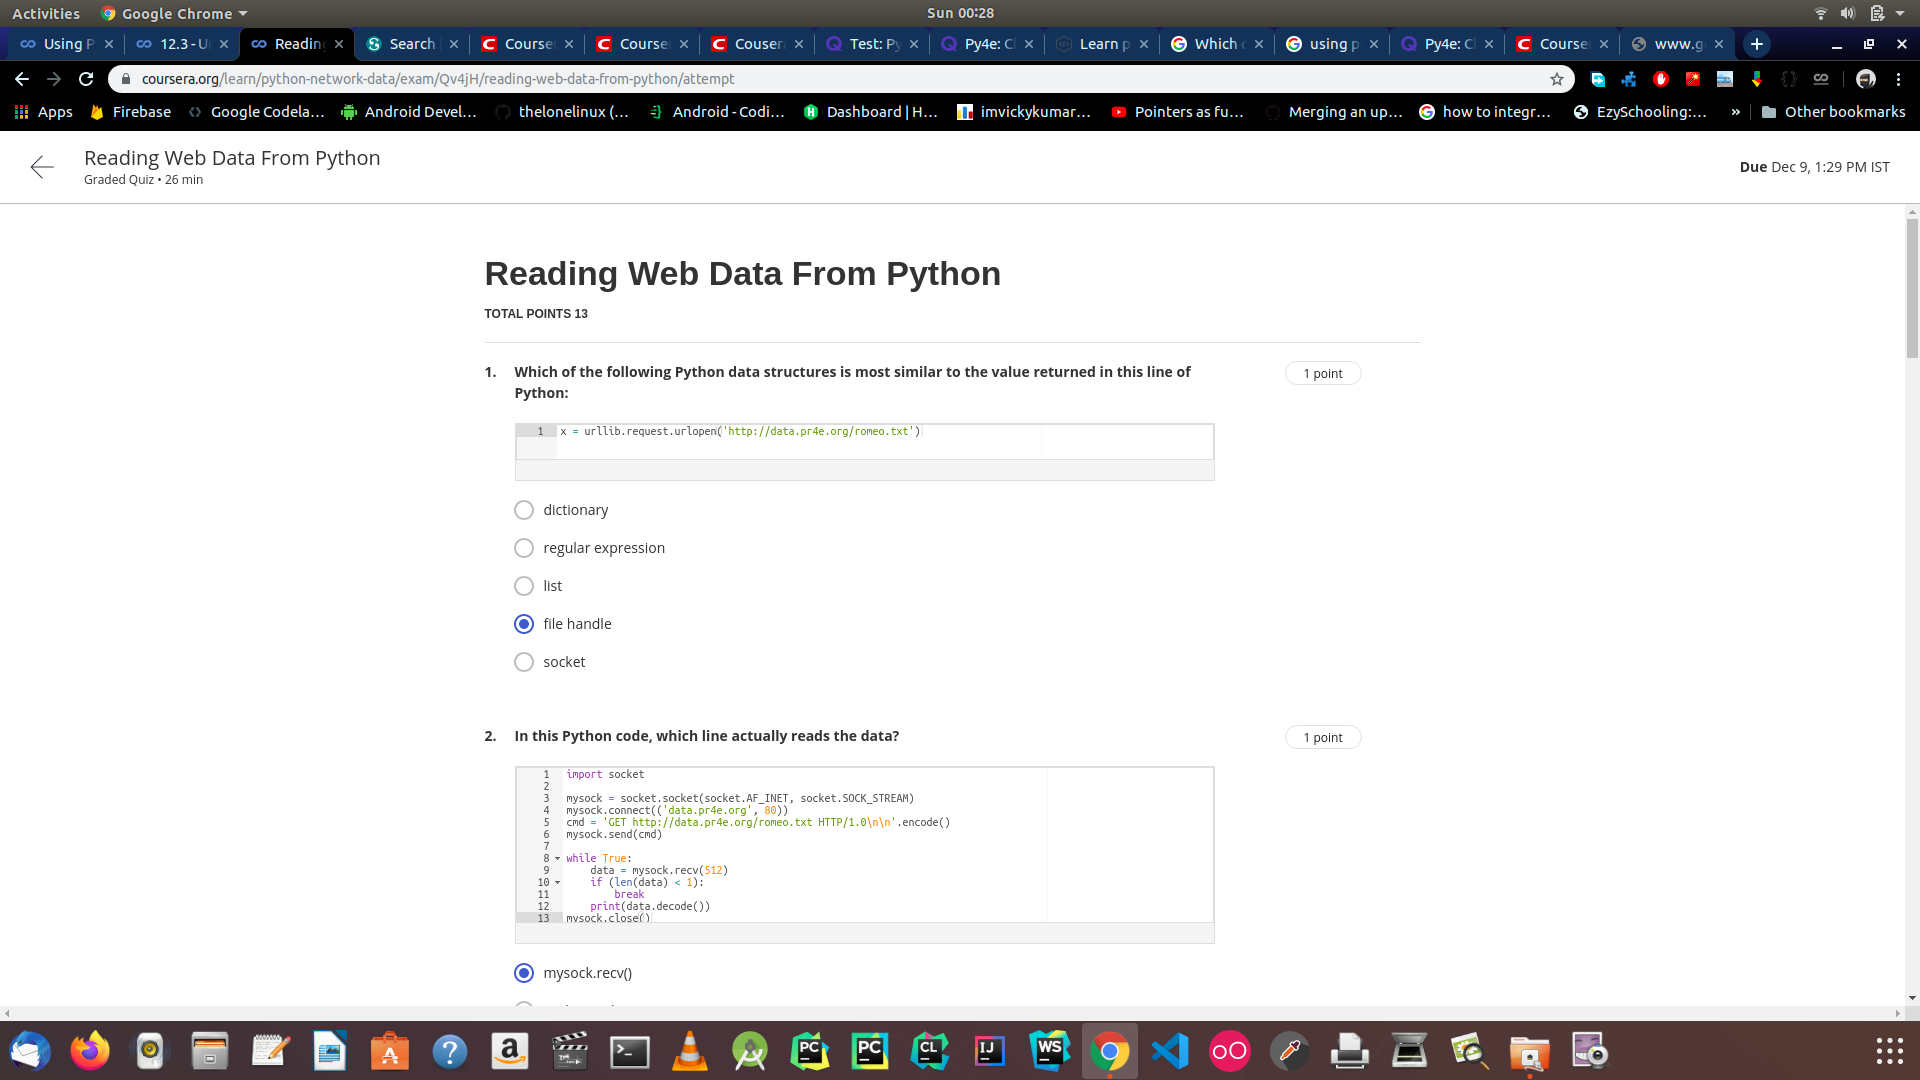 Activities Google Chrome Sun 00:28
Using P 12.3 - U Reading Search Course Course Couser Test: Py Py4e: C Learn p Which using p Py4e: C Course www.g
coursera.org/learn/python-network-data/exam/Qv4jH/reading-web-data-from-python/attempt
Apps Firebase Google Codela... Android Devel... thelonelinux (... Android - Codi... Dashboard | H... imvickykumar... Pointers as fu... Merging an up... how to integr... EzySchooling:... » Other bookmarks
Reading Web Data From Python
Graded Quiz • 26 min
Due Dec 9, 1:29 PM IST
Reading Web Data From Python
TOTAL POINTS 13
1. Which of the following Python data structures is most similar to the value returned in this line of Python:
1 point
1 x = urllib.request.urlopen('http://data.pr4e.org/romeo.txt')
dictionary
regular expression
list
file handle
socket
2. In this Python code, which line actually reads the data?
1 point
1 import socket
2
3 mysock = socket.socket(socket.AF_INET, socket.SOCK_STREAM)
4 mysock.connect(('data.pr4e.org', 80))
5 cmd = 'GET http://data.pr4e.org/romeo.txt HTTP/1.0\n\n'.encode()
6 mysock.send(cmd)
7
8 while True:
9 data = mysock.recv(512)
10 if (len(data) < 1):
11 break
12 print(data.decode())
13 mysock.close()
mysock.recv()